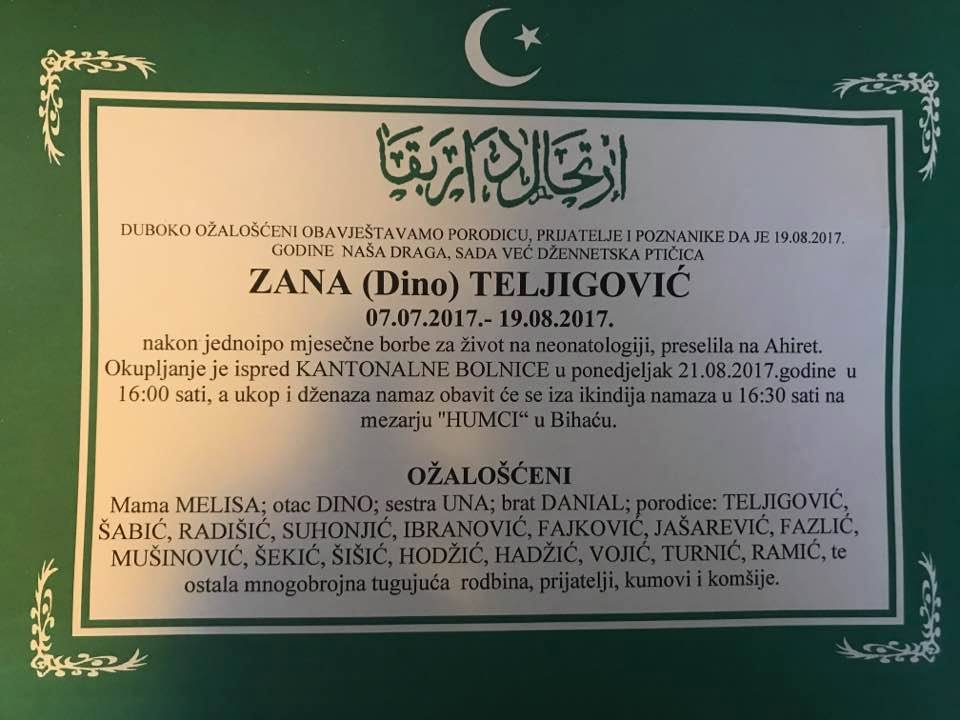 ارتحال دار بقا
DUBOKO OŽALOŠĆENI OBAVJEŠTAVAMO PORODICU, PRIJATELJE I POZNANIKE DA JE 19.08.2017.
GODINE NAŠA DRAGA, SADA VEĆ DŽENNETSKA PTIČICA
ZANA (Dino) TELJIGOVIĆ
07.07.2017.- 19.08.2017.
nakon jednoipo mjesečne borbe za život na neonatologiji, preselila na Ahiret.
Okupljanje je ispred KANTONALNE BOLNICE u ponedjeljak 21.08.2017.godine u
16:00 sati, a ukop i dženaza namaz obavit će se iza ikindija namaza u 16:30 sati na
mezarju "HUMCI“ u Bihaću.
OŽALOŠĆENI
Mama MELISA; otac DINO; sestra UNA; brat DANIAL; porodice: TELJIGOVIĆ,
ŠABIĆ, RADIŠIĆ, SUHONJIĆ, IBRANOVIĆ, FAJKOVIĆ, JAŠAREVIĆ, FAZLIĆ,
MUŠINOVIĆ, ŠEKIĆ, ŠIŠIĆ, HODŽIĆ, HADŽIĆ, VOJIĆ, TURNIĆ, RAMIĆ, te
ostala mnogobrojna tugujuća rodbina, prijatelji, kumovi i komšije.